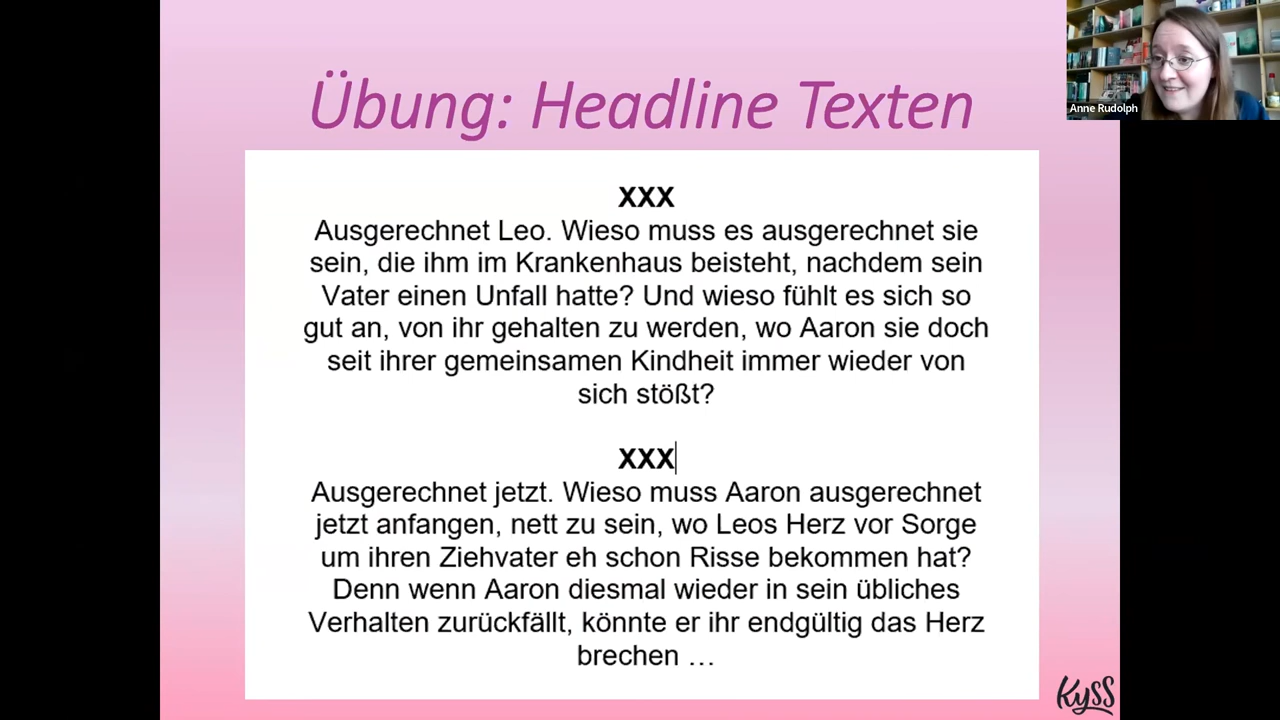 Übung: Headline Texten
Anne Rudolph
XXX
Ausgerechnet Leo. Wieso muss es ausgerechnet sie
sein, die ihm im Krankenhaus beisteht, nachdem sein
Vater einen Unfall hatte? Und wieso fühlt es sich so
gut an, von ihr gehalten zu werden, wo Aaron sie doch
seit ihrer gemeinsamen Kindheit immer wieder von
sich stößt?
XXX
Ausgerechnet jetzt. Wieso muss Aaron ausgerechnet
jetzt anfangen, nett zu sein, wo Leos Herz vor Sorge
um ihren Ziehvater eh schon Risse bekommen hat?
Denn wenn Aaron diesmal wieder in sein übliches
Verhalten zurückfällt, könnte er ihr endgültig das Herz
brechen …
KySS